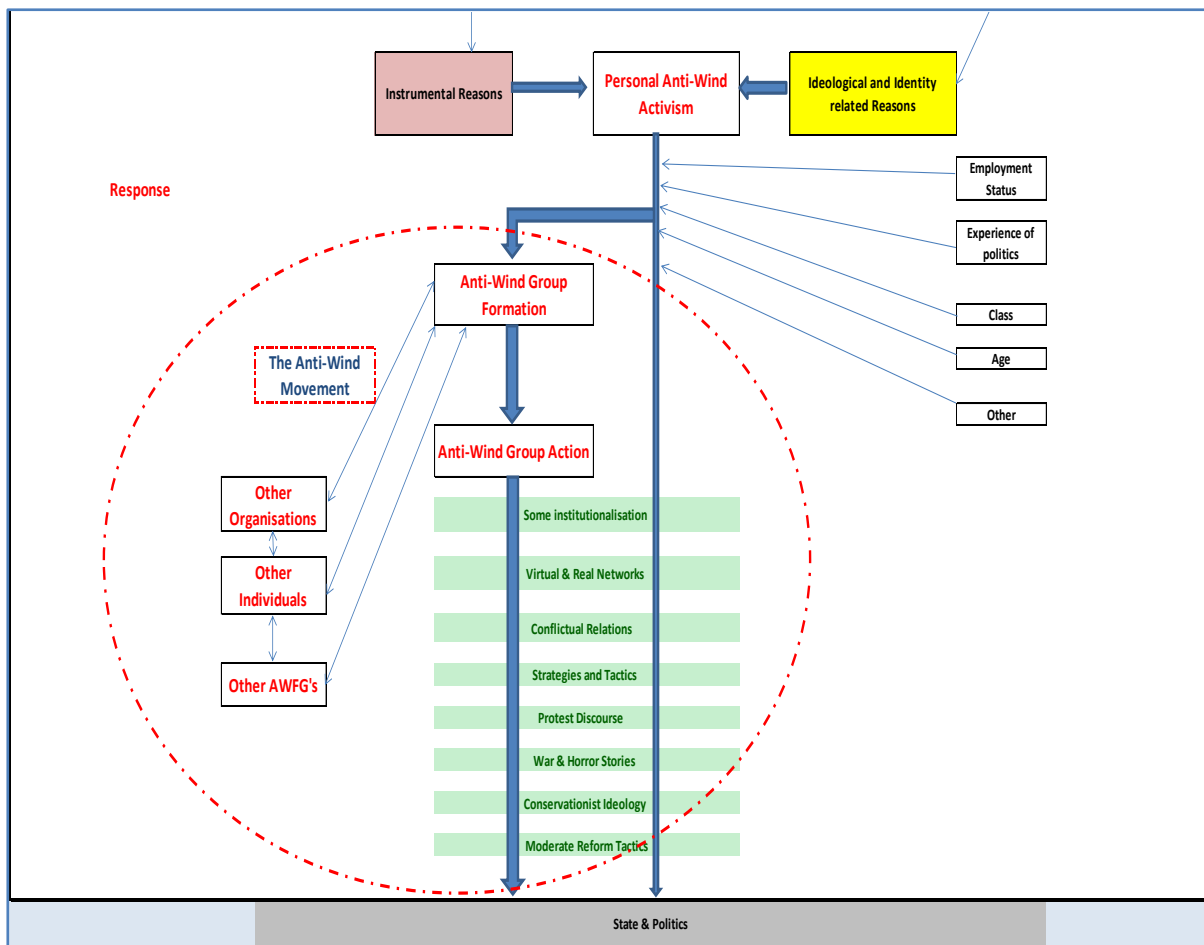 Instrumental Reasons
Personal Anti-Wind
Activism
Ideological and Identity
related Reasons
Employment
Status
Response
Experience of
politics
Anti-Wind Group
Formation
Class
The Anti-Wind
Movement
Age
Other
Anti-Wind Group Action
Other
Organisations
Some institutionalisation
Other
Individuals
Virtual & Real Networks
Conflictual Relations
Strategies and Tactics
Other AWFG's
Protest Discourse
War & Horror Stories
Conservationist Ideology
Moderate Reform Tactics
State & Politics